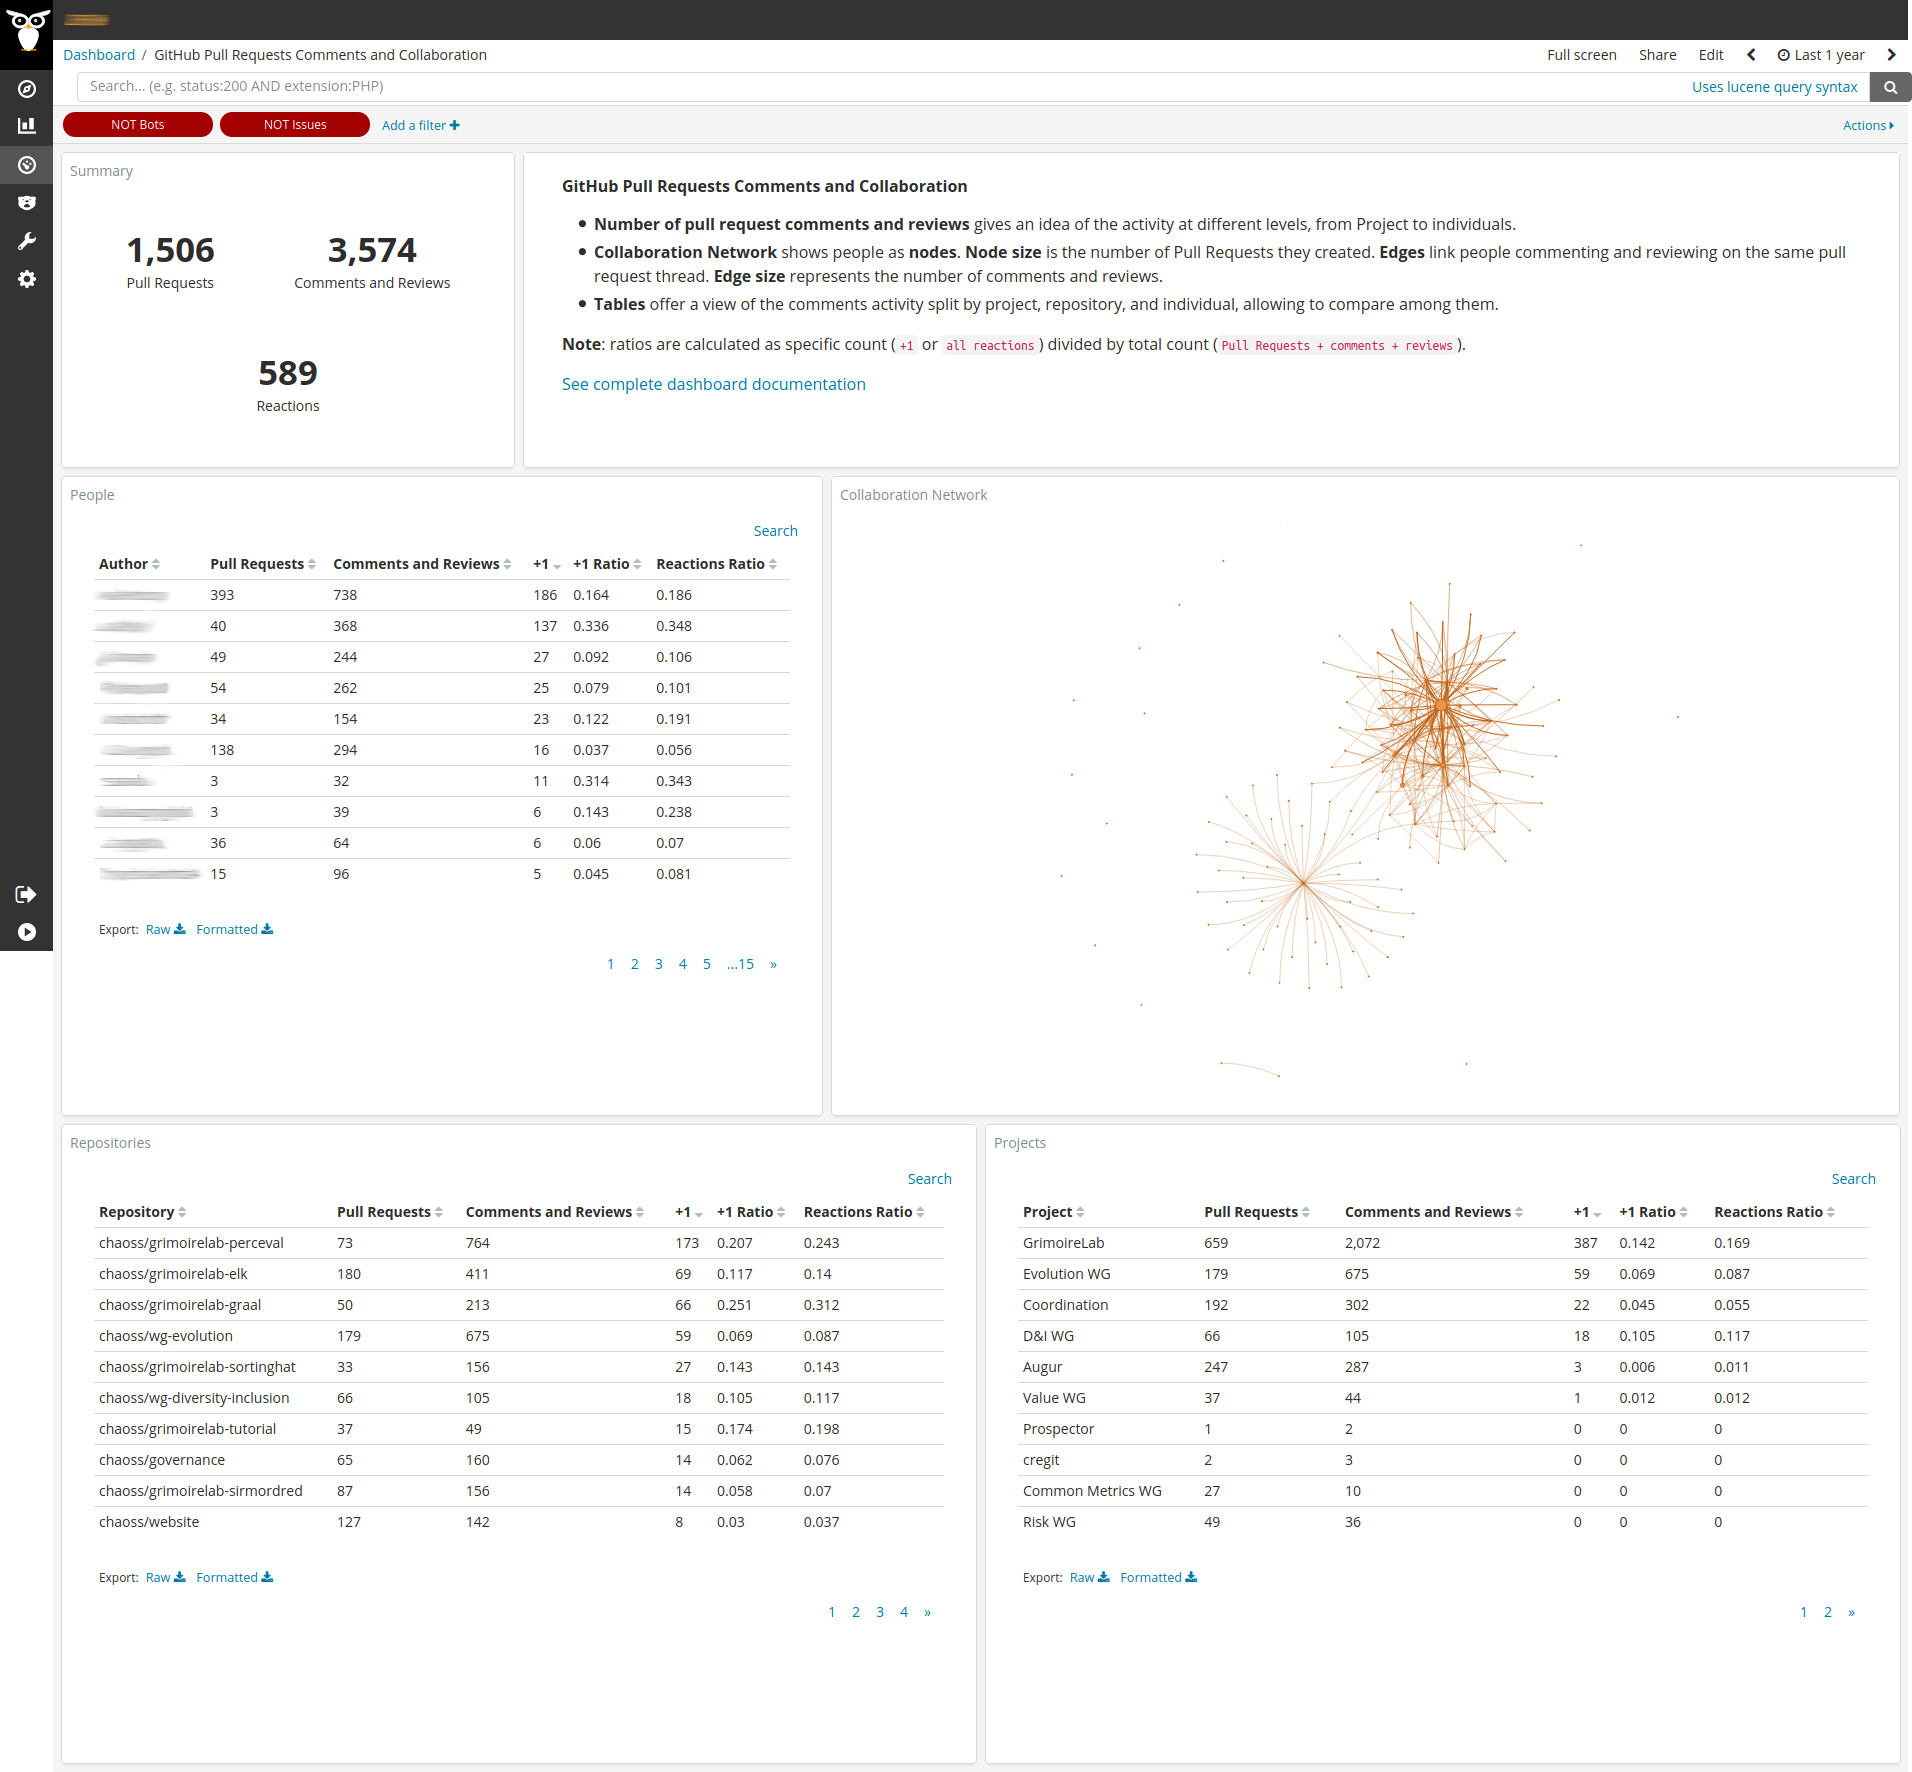 Dashboard / GitHub Pull Requests Comments and Collaboration
Full screen Share Edit Last 1 year
Search... (e.g. status:200 AND extension:PHP)
Uses lucene query syntax
NOT Bots NOT Issues Add a filter
Actions
Summary
1,506 3,574
Pull Requests Comments and Reviews
589
Reactions
GitHub Pull Requests Comments and Collaboration
Number of pull request comments and reviews gives an idea of the activity at different levels, from Project to individuals.
Collaboration Network shows people as nodes. Node size is the number of Pull Requests they created. Edges link people commenting and reviewing on the same pull
request thread. Edge size represents the number of comments and reviews.
Tables offer a view of the comments activity split by project, repository, and individual, allowing to compare among them.
Note: ratios are calculated as specific count ( +1 or all reactions ) divided by total count ( Pull Requests + comments + reviews ).
See complete dashboard documentation
People
Search
Author Pull Requests Comments and Reviews +1 +1 Ratio Reactions Ratio
393 738 186 0.164 0.186
40 368 137 0.336 0.348
49 244 27 0.092 0.106
54 262 25 0.079 0.101
34 154 23 0.122 0.191
138 294 16 0.037 0.056
3 32 11 0.314 0.343
3 39 6 0.143 0.238
36 64 6 0.06 0.07
15 96 5 0.045 0.081
Export: Raw Formatted
1 2 3 4 5 ...15 »
Collaboration Network
Repositories
Search
Repository Pull Requests Comments and Reviews +1 +1 Ratio Reactions Ratio
chaoss/grimoirelab-perceval 73 764 173 0.207 0.243
chaoss/grimoirelab-elk 180 411 69 0.117 0.14
chaoss/grimoirelab-graal 50 213 66 0.251 0.312
chaoss/wg-evolution 179 675 59 0.069 0.087
chaoss/grimoirelab-sortinghat 33 156 27 0.143 0.143
chaoss/wg-diversity-inclusion 66 105 18 0.105 0.117
chaoss/grimoirelab-tutorial 37 49 15 0.174 0.198
chaoss/governance 65 160 14 0.062 0.076
chaoss/grimoirelab-sirmordred 87 156 14 0.058 0.07
chaoss/website 127 142 8 0.03 0.037
Export: Raw Formatted
1 2 3 4 »
Projects
Search
Project Pull Requests Comments and Reviews +1 +1 Ratio Reactions Ratio
GrimoireLab 659 2,072 387 0.142 0.169
Evolution WG 179 675 59 0.069 0.087
Coordination 192 302 22 0.045 0.055
D&I WG 66 105 18 0.105 0.117
Augur 247 287 3 0.006 0.011
Value WG 37 44 1 0.012 0.012
Prospector 1 2 0 0 0
cregit 2 3 0 0 0
Common Metrics WG 27 10 0 0 0
Risk WG 49 36 0 0 0
Export: Raw Formatted
1 2 »